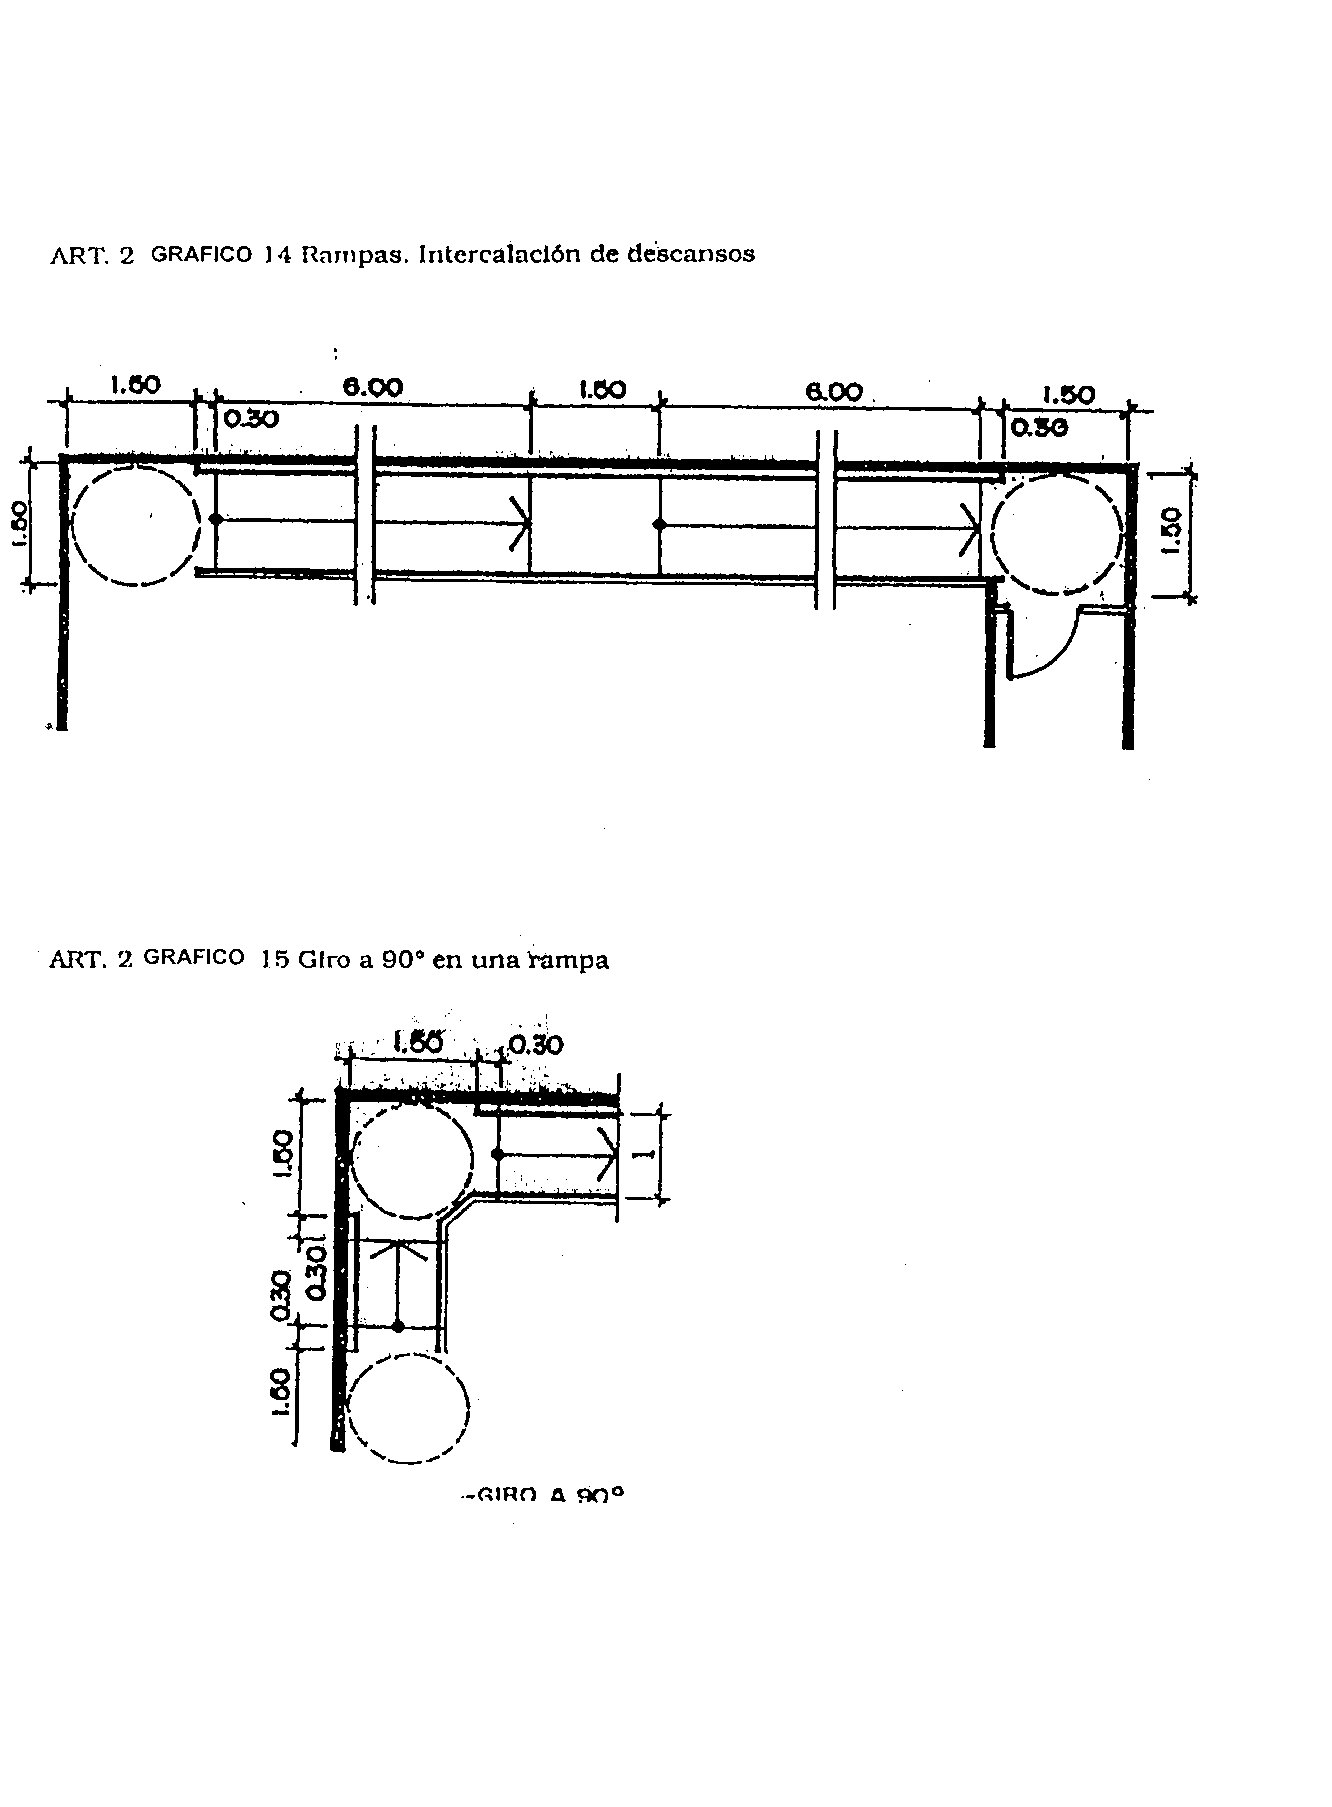 ART. 2 GRAFICO 14 Rampas. Intercalación de descansos
1.50 6.00 1.50 6.00 1.50
0.30 0.30
1.50 1.50
ART. 2 GRAFICO 15 Giro a 90° en una rampa
1.50 0.30
1.50
1
0.30
0.30
1.50
-GIRO A 90°